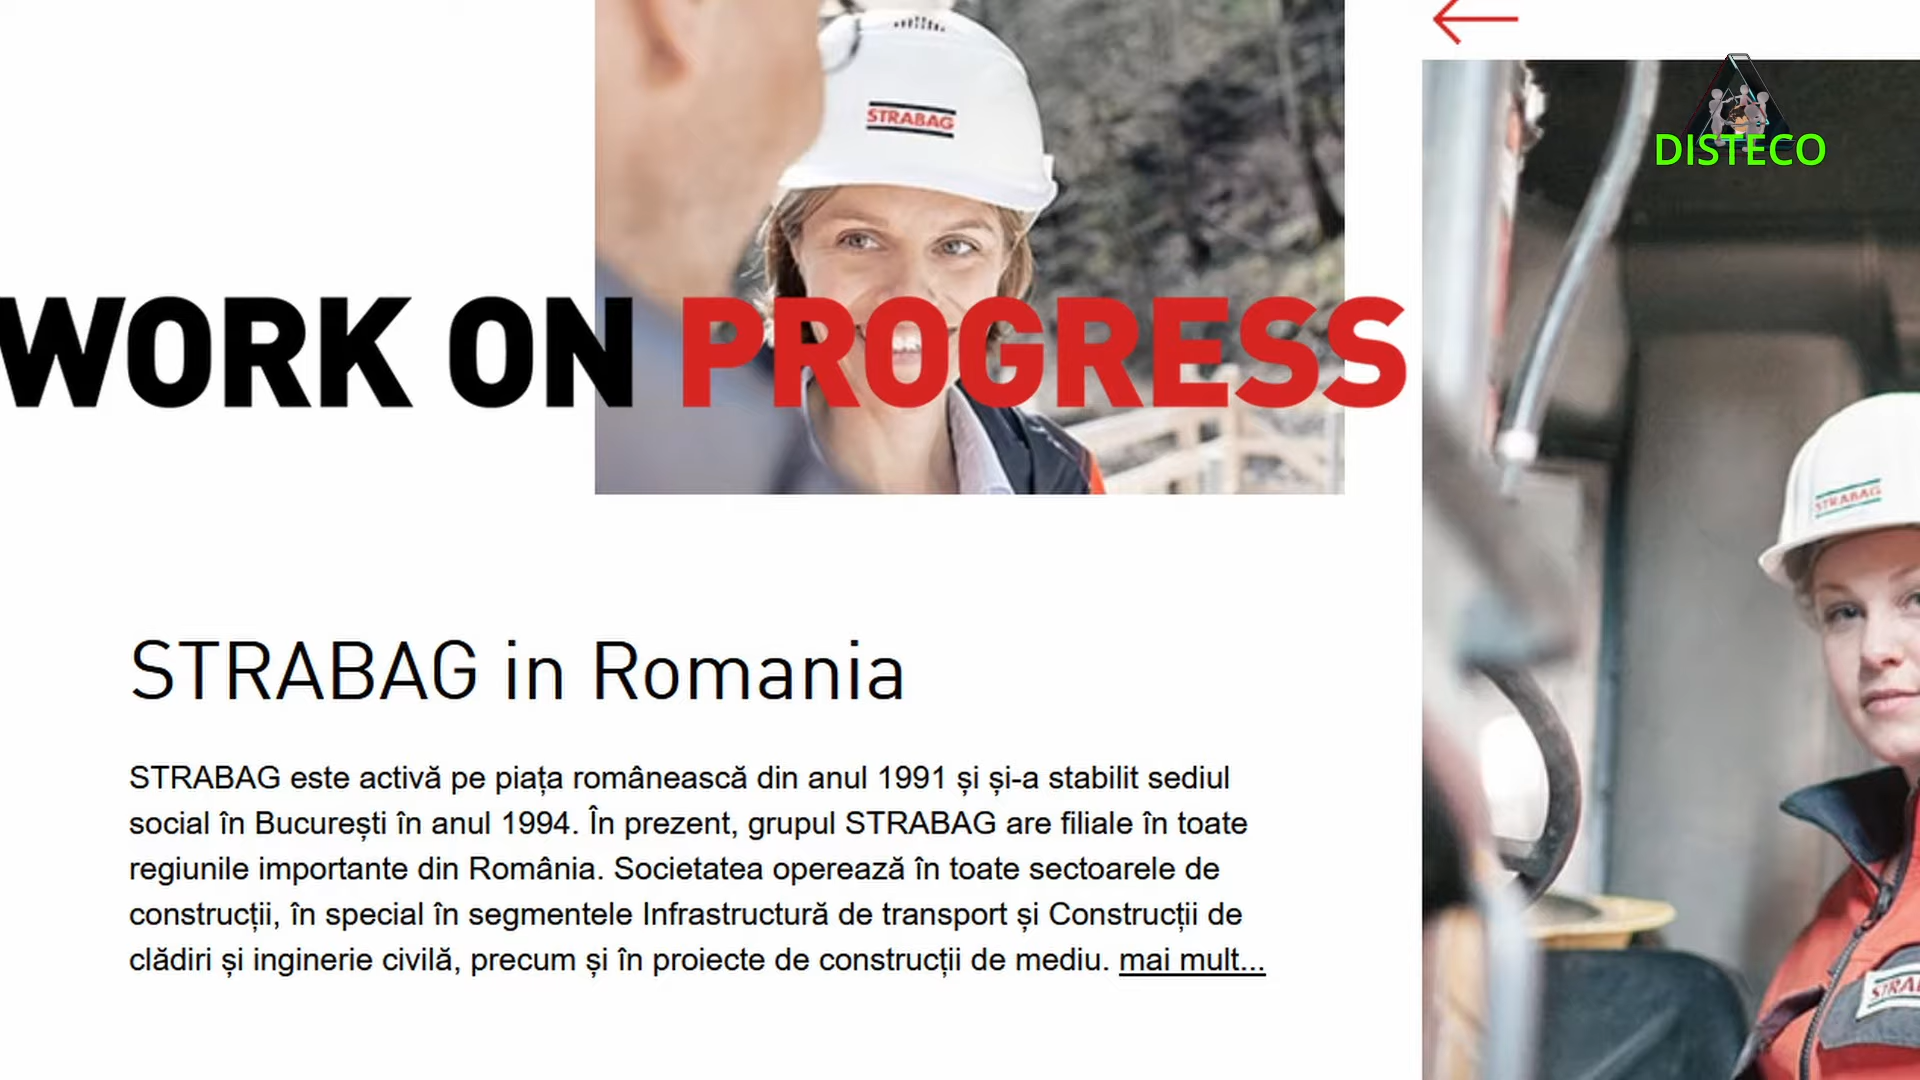 STRABAG
DISTECO
WORK ON PROGRESS
STRABAG
STRABAG in Romania
STRABAG este activă pe piața românească din anul 1991 și și-a stabilit sediul
social în București în anul 1994. În prezent, grupul STRABAG are filiale în toate
regiunile importante din România. Societatea operează în toate sectoarele de
construcții, în special în segmentele Infrastructură de transport și Construcții de
clădiri și inginerie civilă, precum și în proiecte de construcții de mediu. mai mult...